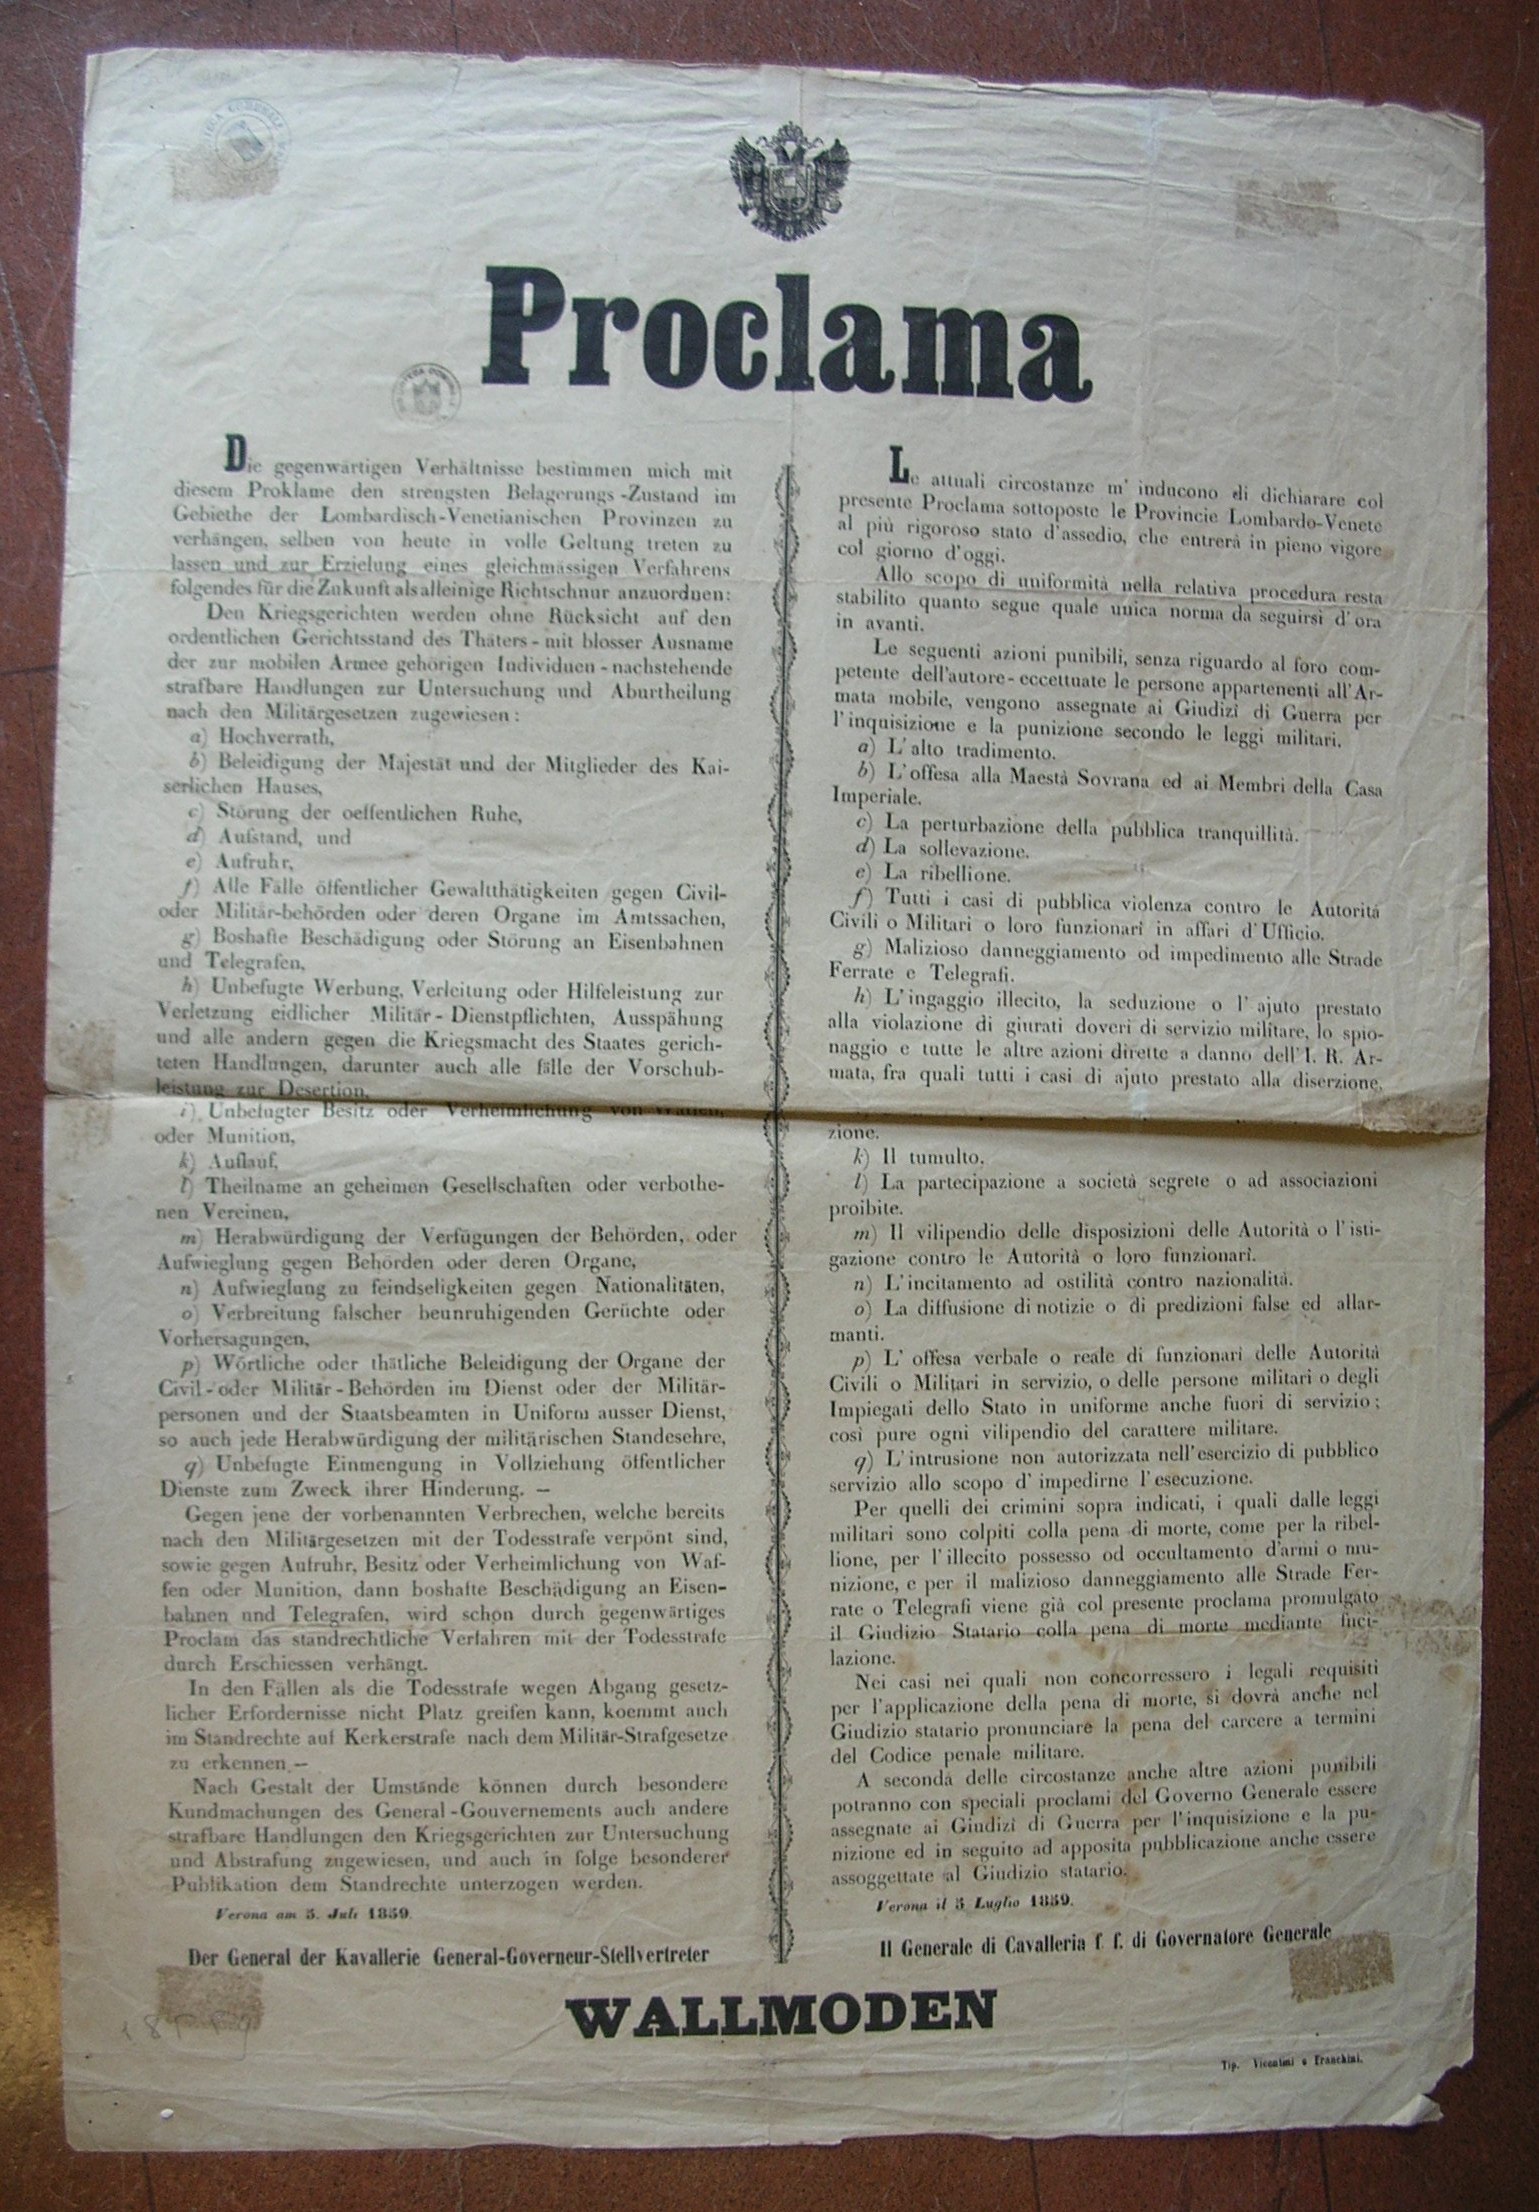 Proclama
Die gegenwärtigen Verhältnisse bestimmen mich mit
diesem Proklame den strengsten Belagerungs-Zustand im
Gebiethe der Lombardisch-Venetianischen Provinzen zu
verhängen, selben von heute in volle Geltung treten zu
lassen und zur Erzielung eines gleichmässigen Verfahrens
folgendes für die Zukunft als alleinige Richtschnur anzuordnen:
Den Kriegsgerichten werden ohne Rücksicht auf den
ordentlichen Gerichtsstand des Thäters - mit blosser Ausname
der zur mobilen Armee gehörigen Individuen - nachstehende
strafbare Handlungen zur Untersuchung und Aburtheilung
nach den Militärgesetzen zugewiesen:
a) Hochverrath,
b) Beleidigung der Majestät und der Mitglieder des Kai-
serlichen Hauses,
c) Störung der oeffentlichen Ruhe,
d) Aufstand, und
e) Aufruhr,
f) Alle Fälle öffentlicher Gewaltthätigkeiten gegen Civil-
oder Militär-behörden oder deren Organe im Amtssachen,
g) Boshafte Beschädigung oder Störung an Eisenbahnen
und Telegrafen,
h) Unbefugte Werbung, Verleitung oder Hilfeleistung zur
Verletzung eidlicher Militär-Dienstpflichten, Ausspähung
und alle andern gegen die Kriegsmacht des Staates gerich-
teten Handlungen, darunter auch alle fälle der Vorschub-
leistung zur Desertion,
i) Unbefugter Besitz oder Verheimlichung von Waffen,
oder Munition,
k) Auflauf,
l) Theilname an geheimen Gesellschaften oder verbothe-
nen Vereinen,
m) Herabwürdigung der Verfügungen der Behörden, oder
Aufwieglung gegen Behörden oder deren Organe,
n) Aufwieglung zu feindseligkeiten gegen Nationalitäten,
o) Verbreitung falscher beunruhigenden Gerüchte oder
Vorhersagungen,
p) Wörtliche oder thätliche Beleidigung der Organe der
Civil-oder Militär-Behörden im Dienst oder der Militär-
personen und der Staatsbeamten in Uniform ausser Dienst,
so auch jede Herabwürdigung der militärischen Standesehre,
q) Unbefugte Einmengung in Vollziehung öffentlicher
Dienste zum Zweck ihrer Hinderung. —
Gegen jene der vorbenannten Verbrechen, welche bereits
nach den Militärgesetzen mit der Todesstrafe verpönt sind,
sowie gegen Aufruhr, Besitz oder Verheimlichung von Waf-
fen oder Munition, dann boshafte Beschädigung an Eisen-
bahnen und Telegrafen, wird schon durch gegenwärtiges
Proclam das standrechtliche Verfahren mit der Todesstrafe
durch Erschiessen verhängt.
In den Fällen als die Todesstrafe wegen Abgang gesetz-
licher Erfordernisse nicht Platz greifen kann, koemmt auch
im Standrechte auf Kerkerstrafe nach dem Militär-Strafgesetze
zu erkennen. —
Nach Gestalt der Umstände können durch besondere
Kundmachungen des General-Gouvernements auch andere
strafbare Handlungen den Kriegsgerichten zur Untersuchung
und Abstrafung zugewiesen, und auch in folge besonderer
Publikation dem Standrechte unterzogen werden.
Verona am 5. Juli 1859.
Der General der Kavallerie General-Governeur-Stellvertreter
Le attuali circostanze m' inducono di dichiarare col
presente Proclama sottoposte le Provincie Lombardo-Venete
al più rigoroso stato d'assedio, che entrerà in pieno vigore
col giorno d'oggi.
Allo scopo di uniformità nella relativa procedura resta
stabilito quanto segue quale unica norma da seguirsi d'ora
in avanti.
Le seguenti azioni punibili, senza riguardo al foro com-
petente dell'autore - eccettuate le persone appartenenti all'Ar-
mata mobile, vengono assegnate ai Giudizî di Guerra per
l'inquisizione e la punizione secondo le leggi militari.
a) L'alto tradimento.
b) L'offesa alla Maestà Sovrana ed ai Membri della Casa
Imperiale.
c) La perturbazione della pubblica tranquillità.
d) La sollevazione.
e) La ribellione.
f) Tutti i casi di pubblica violenza contro le Autorità
Civili o Militari o loro funzionarî in affari d'Ufficio.
g) Malizioso danneggiamento od impedimento alle Strade
Ferrate e Telegrafi.
h) L'ingaggio illecito, la seduzione o l'ajuto prestato
alla violazione di giurati doveri di servizio militare, lo spio-
naggio e tutte le altre azioni dirette a danno dell'I. R. Ar-
mata, fra quali tutti i casi di ajuto prestato alla diserzione.
zione.
k) Il tumulto.
l) La partecipazione a società segrete o ad associazioni
proibite.
m) Il vilipendio delle disposizioni delle Autorità o l'isti-
gazione contro le Autorità o loro funzionarî.
n) L'incitamento ad ostilità contro nazionalità.
o) La diffusione di notizie o di predizioni false ed allar-
manti.
p) L' offesa verbale o reale di funzionari delle Autorità
Civili o Militari in servizio, o delle persone militari o degli
Impiegati dello Stato in uniforme anche fuori di servizio;
così pure ogni vilipendio del carattere militare.
q) L'intrusione non autorizzata nell'esercizio di pubblico
servizio allo scopo d' impedirne l'esecuzione.
Per quelli dei crimini sopra indicati, i quali dalle leggi
militari sono colpiti colla pena di morte, come per la ribel-
lione, per l'illecito possesso od occultamento d'armi o mu-
nizione, e per il malizioso danneggiamento alle Strade Fer-
rate o Telegrafi viene già col presente proclama promulgato
il Giudizio Statario colla pena di morte mediante fuci-
lazione.
Nei casi nei quali non concorressero i legali requisiti
per l'applicazione della pena di morte, si dovrà anche nel
Giudizio statario pronunciare la pena del carcere a termini
del Codice penale militare.
A seconda delle circostanze anche altre azioni punibili
potranno con speciali proclami del Governo Generale essere
assegnate ai Giudizî di Guerra per l'inquisizione e la pu-
nizione ed in seguito ad apposita pubblicazione anche essere
assoggettate al Giudizio statario.
Verona il 5 Luglio 1859.
Il Generale di Cavalleria f. f. di Governatore Generale
WALLMODEN
Tip. Vicentini e Franchini.